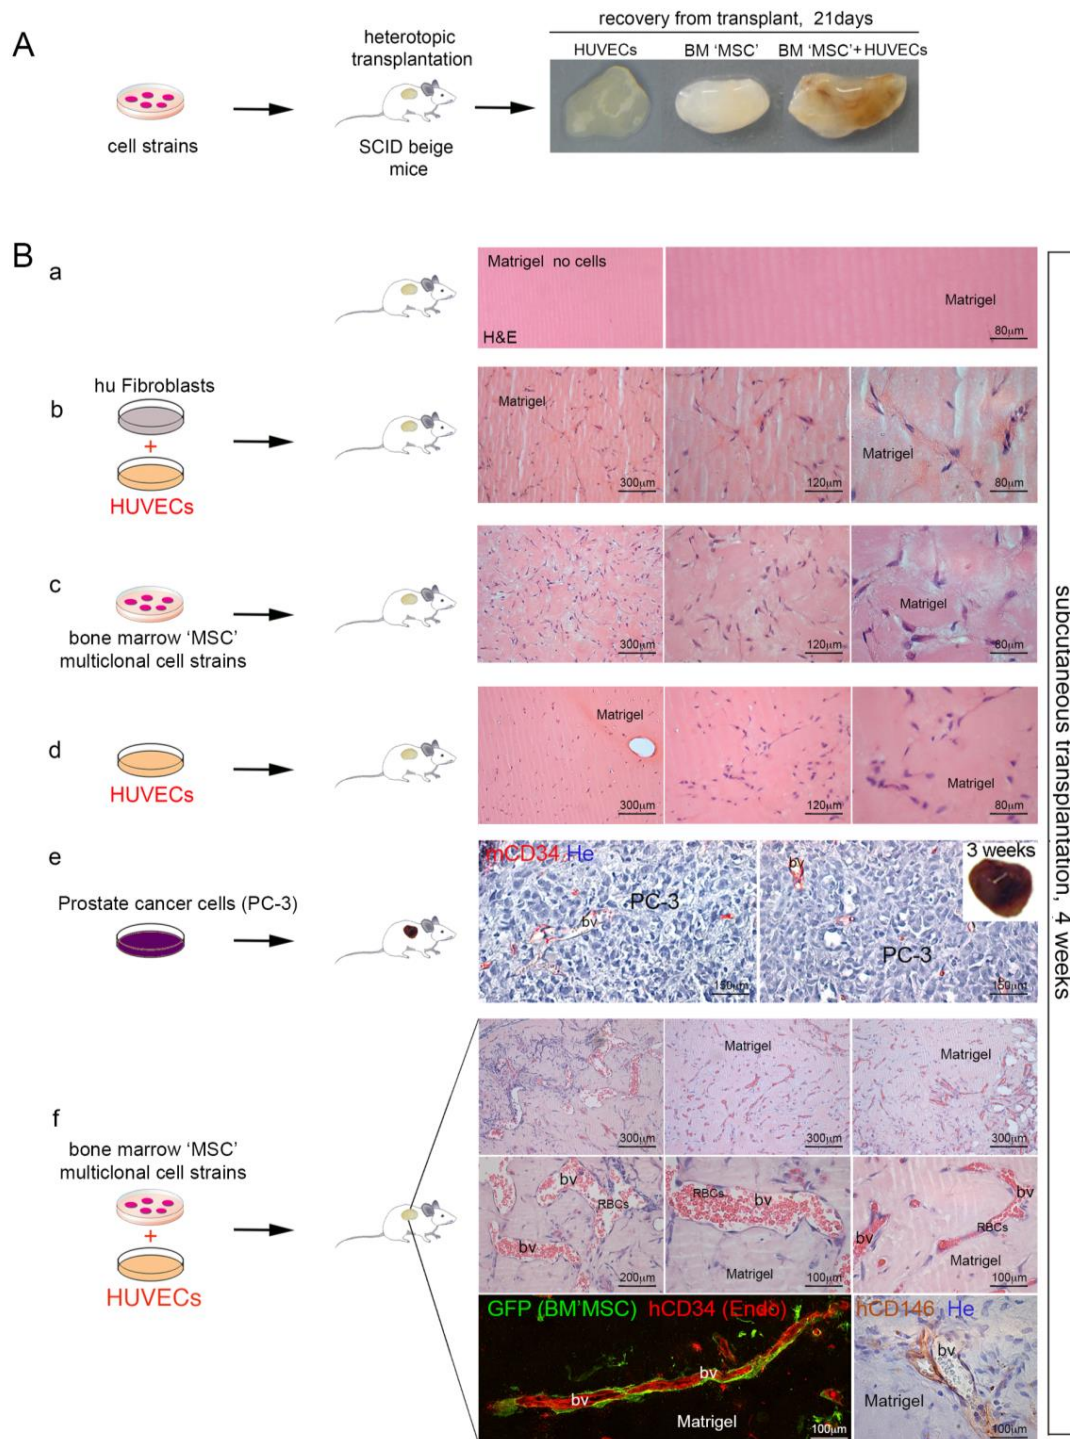 A
recovery from transplant, 21days
heterotopic
transplantation
HUVECs
BM ‘MSC’
BM ‘MSC’+HUVECs
cell strains
SCID beige
mice
B
a
Matrigel no cells
H&E
Matrigel
80μm
b
hu Fibroblasts
+
HUVECs
Matrigel
300μm
120μm
Matrigel
80μm
c
bone marrow ‘MSC’
multiclonal cell strains
300μm
120μm
Matrigel
80μm
d
HUVECs
Matrigel
300μm
120μm
Matrigel
80μm
e
Prostate cancer cells (PC-3)
mCD34 He
PC-3
bv
150μm
bv
3 weeks
PC-3
150μm
f
bone marrow ‘MSC’
multiclonal cell strains
+
HUVECs
300μm
Matrigel
300μm
Matrigel
300μm
bv
RBCs
bv
200μm
RBCs
bv
Matrigel
100μm
bv
bv
RBCs
Matrigel
100μm
GFP (BM’MSC) hCD34 (Endo)
bv
bv
Matrigel
100μm
hCD146 He
bv
Matrigel
100μm
subcutaneous transplantation, 4 weeks